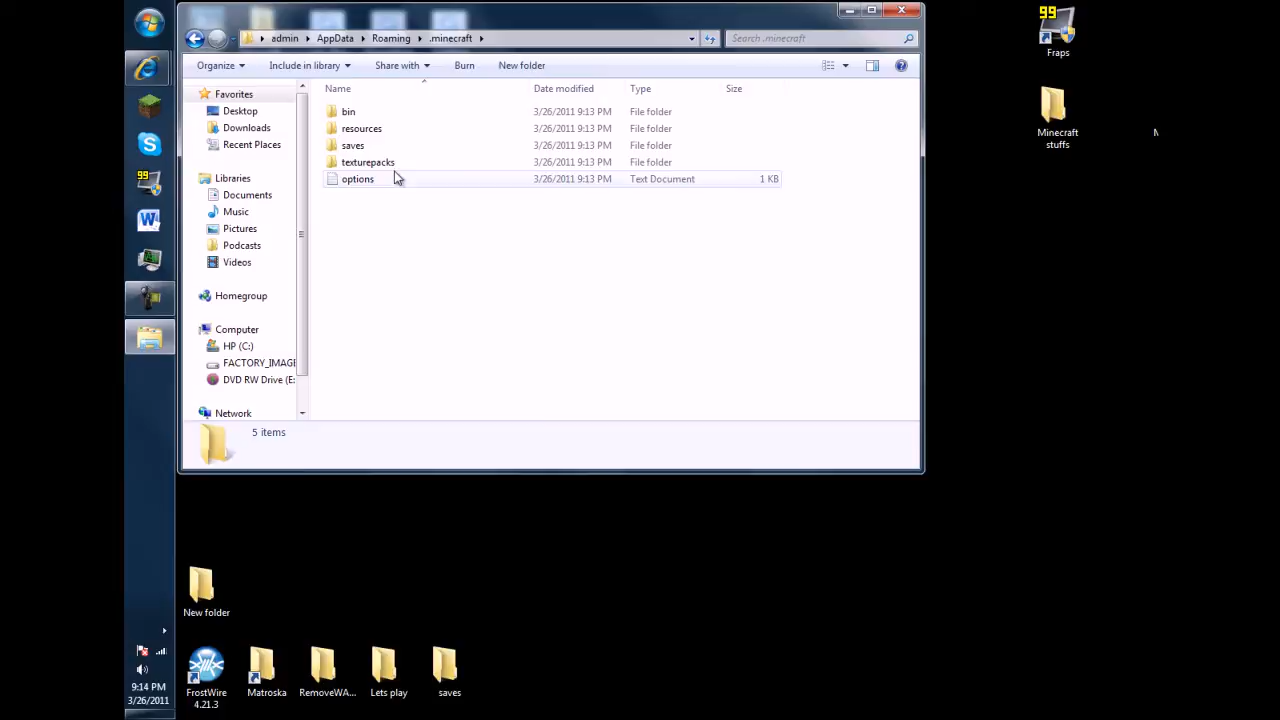 admin AppData Roaming .minecraft Search .minecraft
Organize Include in library Share with Burn New folder
Name Date modified Type Size
Favorites
Desktop
Downloads
Recent Places
Libraries
Documents
Music
Pictures
Podcasts
Videos
Homegroup
Computer
HP (C:)
FACTORY_IMAGE
DVD RW Drive (E:
Network
bin 3/26/2011 9:13 PM File folder
resources 3/26/2011 9:13 PM File folder
saves 3/26/2011 9:13 PM File folder
texturepacks 3/26/2011 9:13 PM File folder
options 3/26/2011 9:13 PM Text Document 1 KB
5 items
99
Fraps
Minecraft
stuffs
99
W
New folder
FrostWire
4.21.3
Matroska
RemoveWA...
Lets play
saves
9:14 PM
3/26/2011